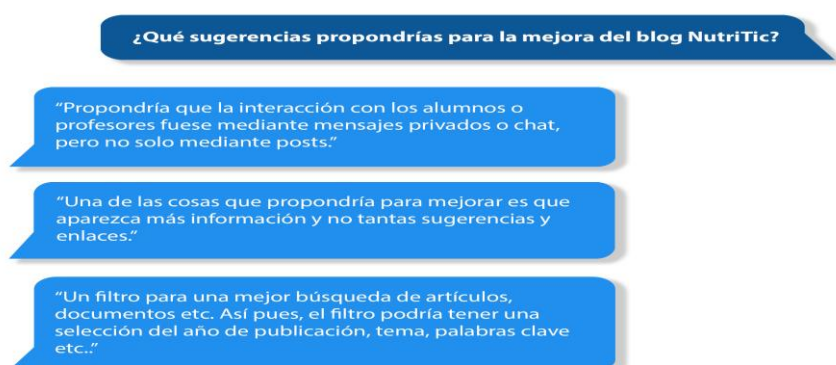 ¿Qué sugerencias propondrías para la mejora del blog NutriTic?
“Propondría que la interacción con los alumnos o
profesores fuese mediante mensajes privados o chat,
pero no solo mediante posts.”
“Una de las cosas que propondría para mejorar es que
aparezca más información y no tantas sugerencias y
enlaces.”
“Un filtro para una mejor búsqueda de artículos,
documentos etc. Así pues, el filtro podría tener una
selección del año de publicación, tema, palabras clave
etc..”